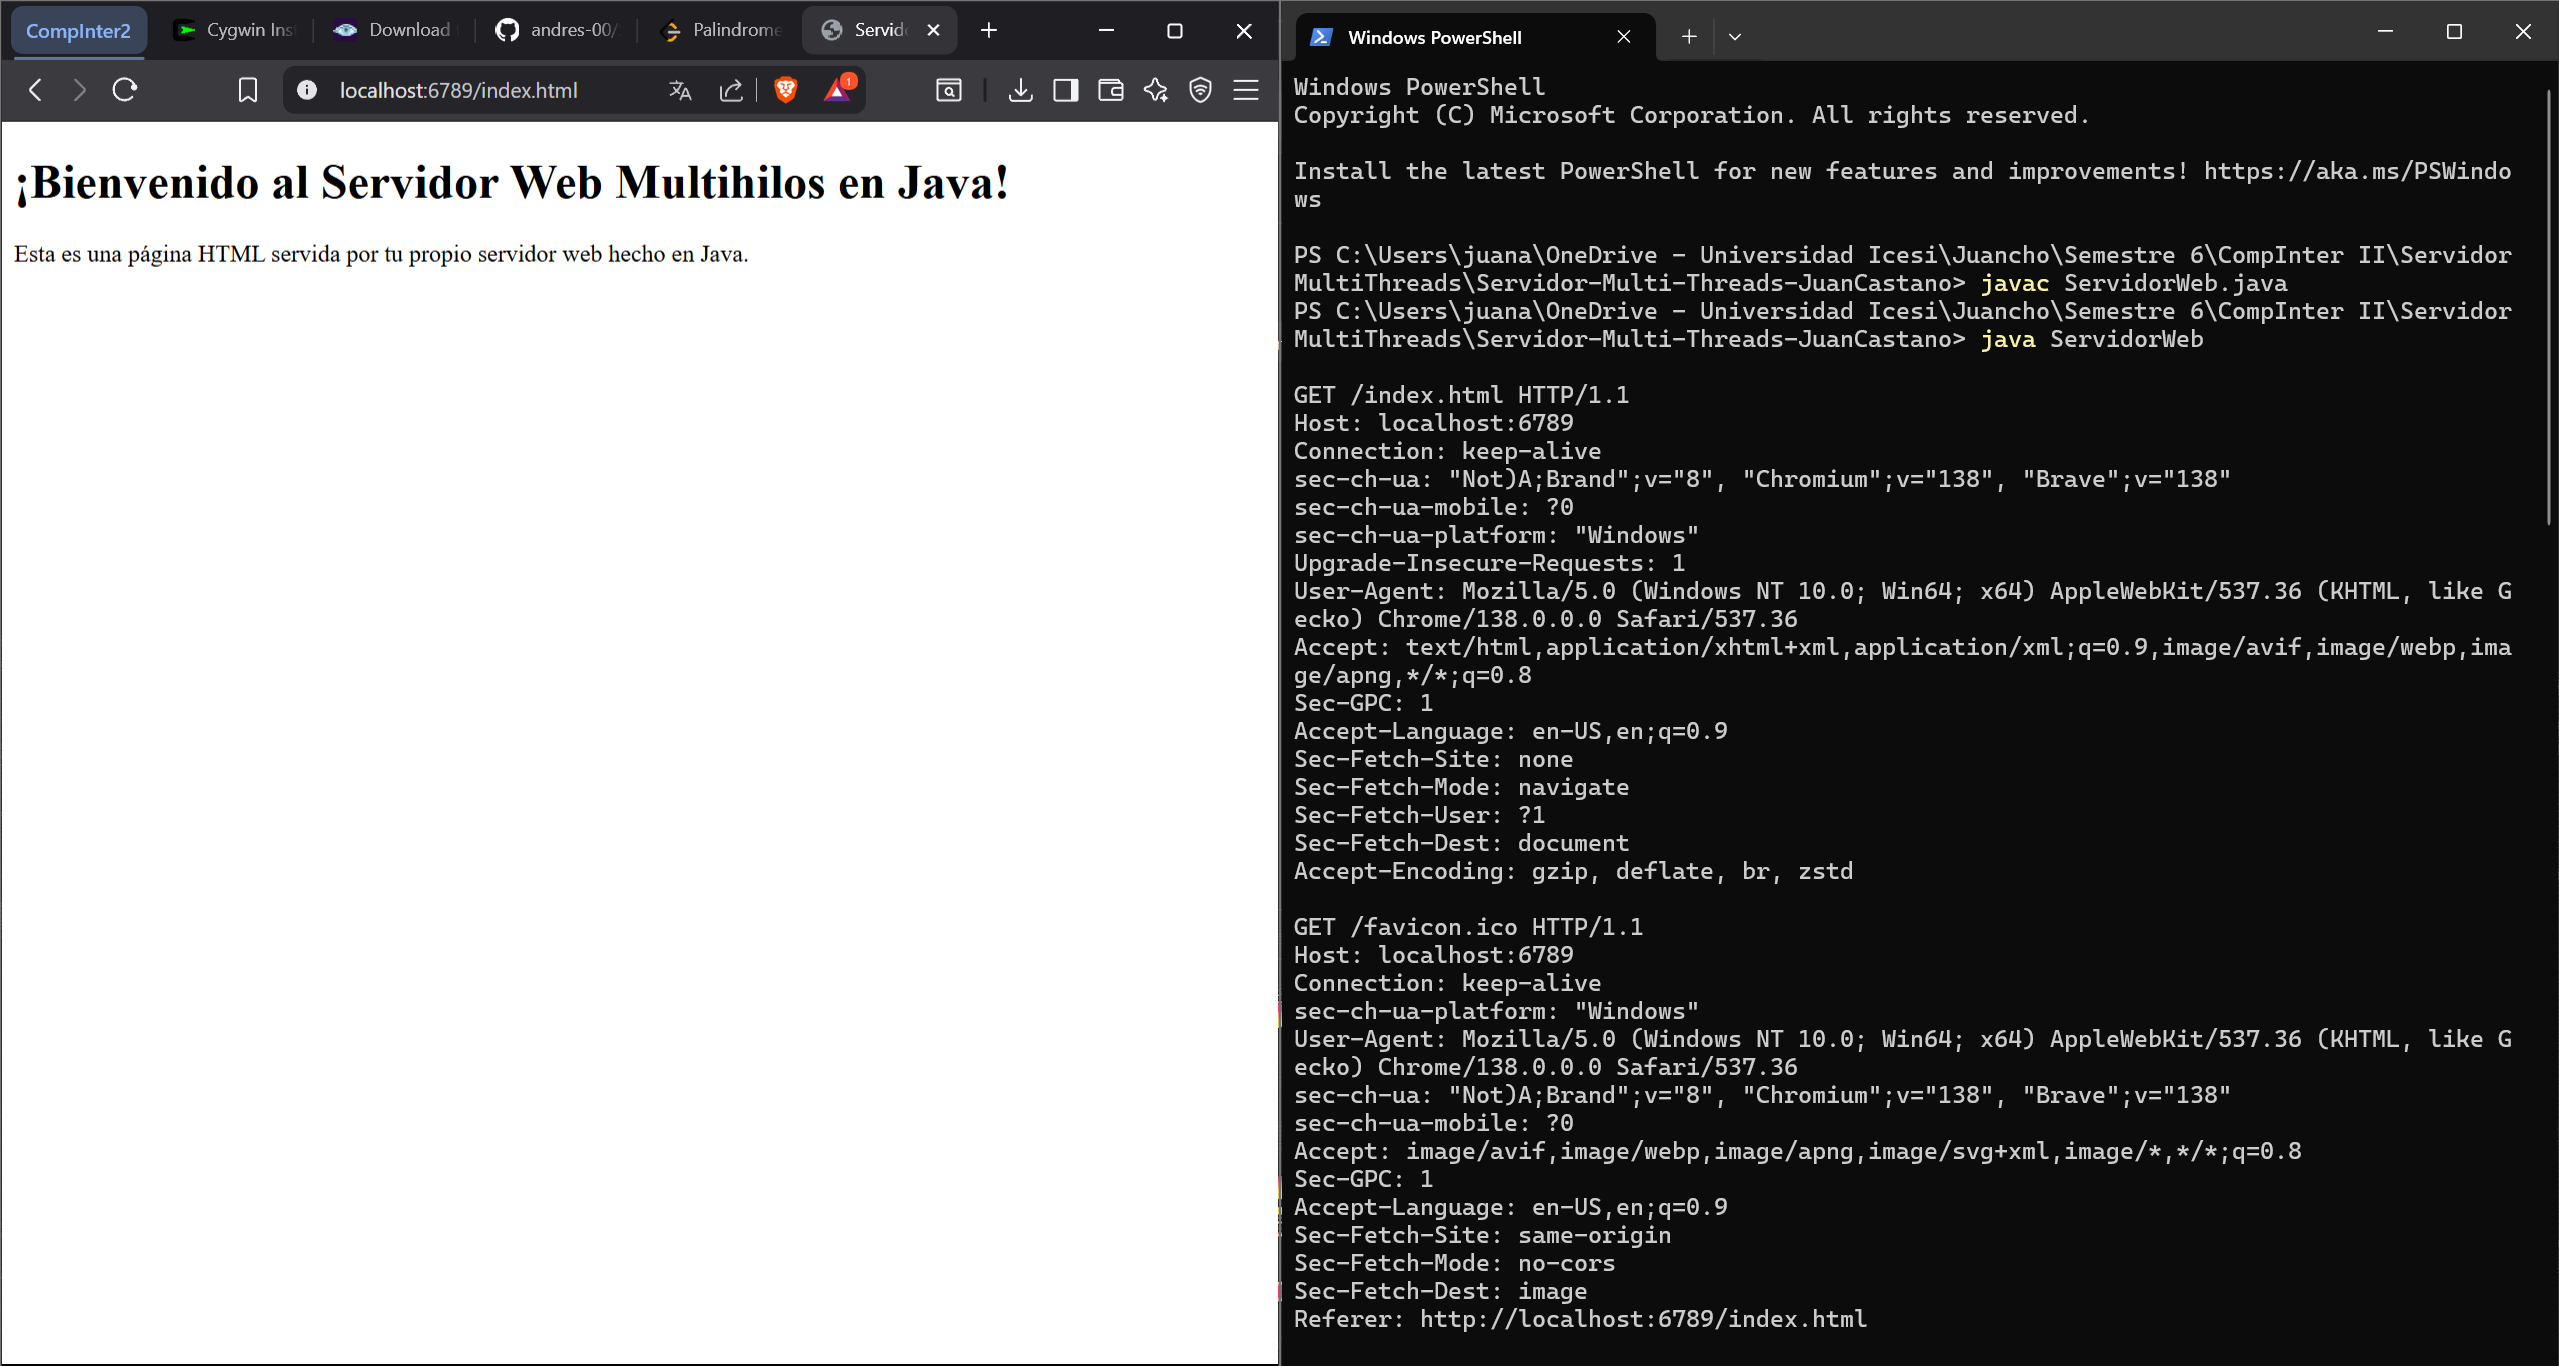 CompInter2
Cygwin Ins
Download
andres-00/
Palindrome
Servido
localhost:6789/index.html
1
¡Bienvenido al Servidor Web Multihilos en Java!
Esta es una página HTML servida por tu propio servidor web hecho en Java.
Windows PowerShell
Windows PowerShell
Copyright (C) Microsoft Corporation. All rights reserved.
Install the latest PowerShell for new features and improvements! https://aka.ms/PSWindo
ws
PS C:\Users\juana\OneDrive - Universidad Icesi\Juancho\Semestre 6\CompInter II\Servidor
MultiThreads\Servidor-Multi-Threads-JuanCastano> javac ServidorWeb.java
PS C:\Users\juana\OneDrive - Universidad Icesi\Juancho\Semestre 6\CompInter II\Servidor
MultiThreads\Servidor-Multi-Threads-JuanCastano> java ServidorWeb
GET /index.html HTTP/1.1
Host: localhost:6789
Connection: keep-alive
sec-ch-ua: "Not)A;Brand";v="8", "Chromium";v="138", "Brave";v="138"
sec-ch-ua-mobile: ?0
sec-ch-ua-platform: "Windows"
Upgrade-Insecure-Requests: 1
User-Agent: Mozilla/5.0 (Windows NT 10.0; Win64; x64) AppleWebKit/537.36 (KHTML, like G
ecko) Chrome/138.0.0.0 Safari/537.36
Accept: text/html,application/xhtml+xml,application/xml;q=0.9,image/avif,image/webp,ima
ge/apng,*/*;q=0.8
Sec-GPC: 1
Accept-Language: en-US,en;q=0.9
Sec-Fetch-Site: none
Sec-Fetch-Mode: navigate
Sec-Fetch-User: ?1
Sec-Fetch-Dest: document
Accept-Encoding: gzip, deflate, br, zstd
GET /favicon.ico HTTP/1.1
Host: localhost:6789
Connection: keep-alive
sec-ch-ua-platform: "Windows"
User-Agent: Mozilla/5.0 (Windows NT 10.0; Win64; x64) AppleWebKit/537.36 (KHTML, like G
ecko) Chrome/138.0.0.0 Safari/537.36
sec-ch-ua: "Not)A;Brand";v="8", "Chromium";v="138", "Brave";v="138"
sec-ch-ua-mobile: ?0
Accept: image/avif,image/webp,image/apng,image/svg+xml,image/*,*/*;q=0.8
Sec-GPC: 1
Accept-Language: en-US,en;q=0.9
Sec-Fetch-Site: same-origin
Sec-Fetch-Mode: no-cors
Sec-Fetch-Dest: image
Referer: http://localhost:6789/index.html